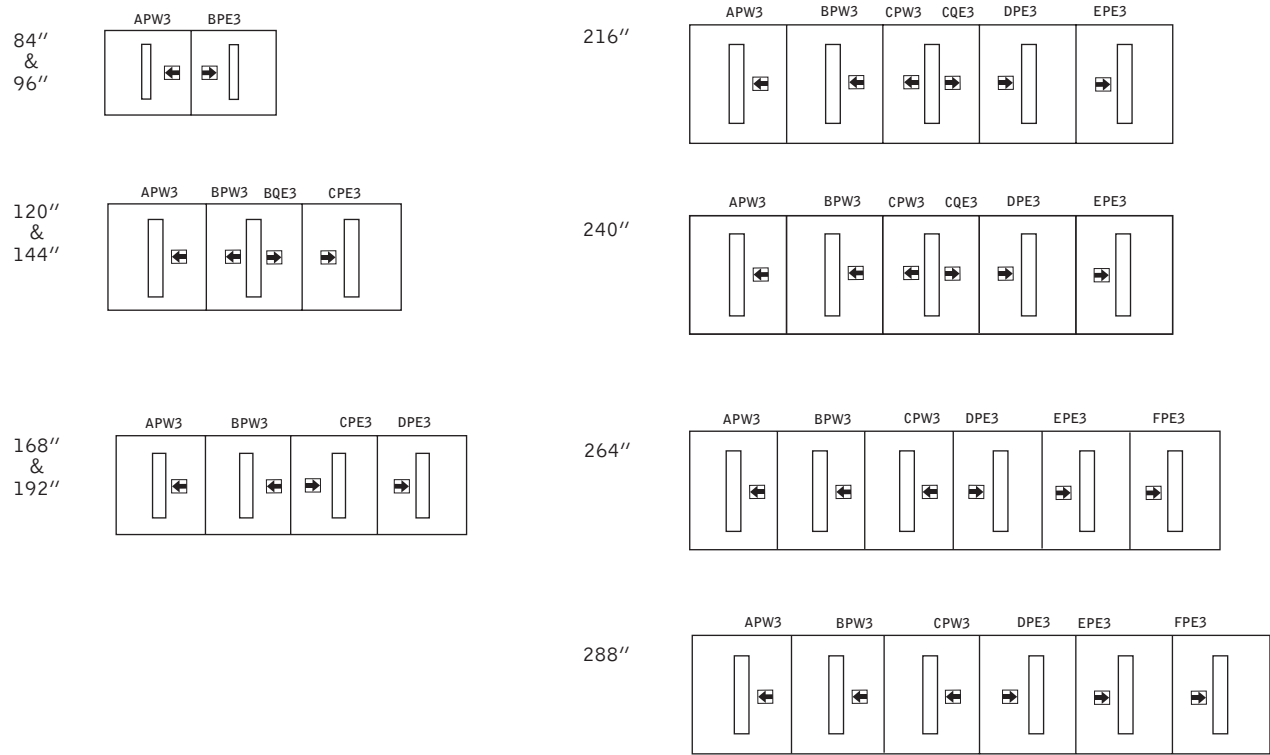 84″
&
96″
APW3 BPE3
120″
&
144″
APW3 BPW3 BQE3 CPE3
168″
&
192″
APW3 BPW3 CPE3 DPE3
216″
APW3 BPW3 CPW3 CQE3 DPE3 EPE3
240″
APW3 BPW3 CPW3 CQE3 DPE3 EPE3
264″
APW3 BPW3 CPW3 DPE3 EPE3 FPE3
288″
APW3 BPW3 CPW3 DPE3 EPE3 FPE3